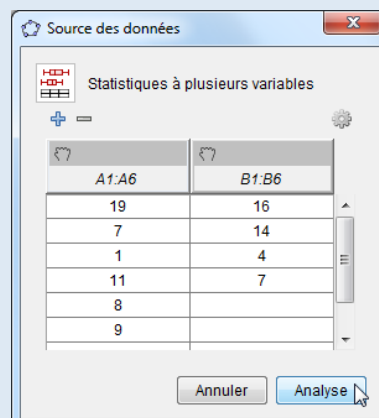 Source des données
Statistiques à plusieurs variables
A1:A6 B1:B6
19 16
7 14
1 4
11 7
8
9
Annuler Analyse